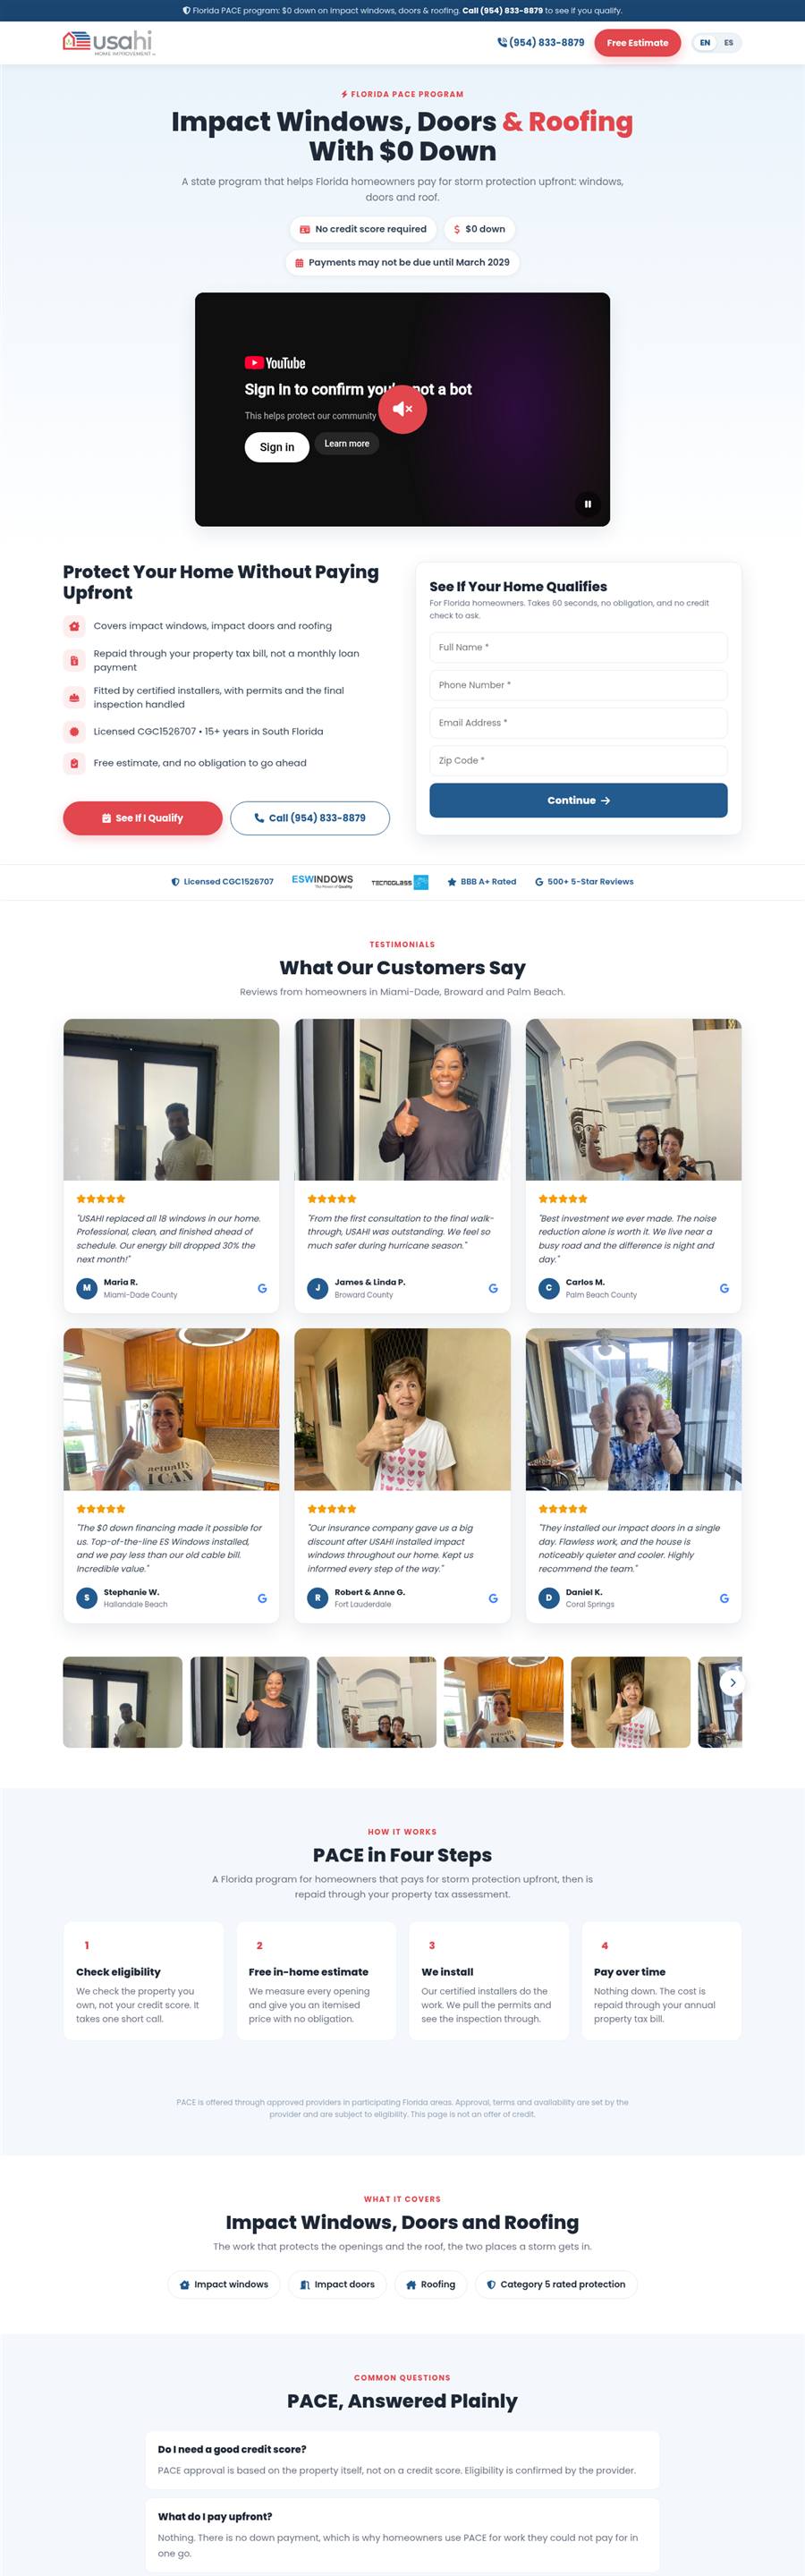 Florida PACE program: $0 down on impact windows, doors & roofing. Call (954) 833-8879 to see if you qualify.
usahi
HOME IMPROVEMENT
(954) 833-8879
Free Estimate
EN
ES
FLORIDA PACE PROGRAM
Impact Windows, Doors & Roofing
With $0 Down
A state program that helps Florida homeowners pay for storm protection upfront: windows,
doors and roof.
No credit score required
$0 down
Payments may not be due until March 2029
YouTube
Sign in to confirm you're not a bot
This helps protect our community
Sign in
Learn more
Protect Your Home Without Paying
Upfront
Covers impact windows, impact doors and roofing
Repaid through your property tax bill, not a monthly loan
payment
Fitted by certified installers, with permits and the final
inspection handled
Licensed CGC1526707 • 15+ years in South Florida
Free estimate, and no obligation to go ahead
See If I Qualify
Call (954) 833-8879
See If Your Home Qualifies
For Florida homeowners. Takes 60 seconds, no obligation, and no credit
check to ask.
Full Name *
Phone Number *
Email Address *
Zip Code *
Continue →
Licensed CGC1526707
ESWINDOWS
The Power of Quality
TECNOGLASS
BBB A+ Rated
500+ 5-Star Reviews
TESTIMONIALS
What Our Customers Say
Reviews from homeowners in Miami-Dade, Broward and Palm Beach.
"USAHI replaced all 18 windows in our home.
Professional, clean, and finished ahead of
schedule. Our energy bill dropped 30% the
next month!"
M
Maria R.
Miami-Dade County
"From the first consultation to the final walk-
through, USAHI was outstanding. We feel so
much safer during hurricane season."
J
James & Linda P.
Broward County
"Best investment we ever made. The noise
reduction alone is worth it. We live near a
busy road and the difference is night and
day."
C
Carlos M.
Palm Beach County
actually
I CAN
"The $0 down financing made it possible for
us. Top-of-the-line ES Windows installed,
and we pay less than our old cable bill.
Incredible value."
S
Stephanie W.
Hallandale Beach
"Our insurance company gave us a big
discount after USAHI installed impact
windows throughout our home. Kept us
informed every step of the way."
R
Robert & Anne G.
Fort Lauderdale
"They installed our impact doors in a single
day. Flawless work, and the house is
noticeably quieter and cooler. Highly
recommend the team."
D
Daniel K.
Coral Springs
actually
I CAN
HOW IT WORKS
PACE in Four Steps
A Florida program for homeowners that pays for storm protection upfront, then is
repaid through your property tax assessment.
1
Check eligibility
We check the property you
own, not your credit score. It
takes one short call.
2
Free in-home estimate
We measure every opening
and give you an itemised
price with no obligation.
3
We install
Our certified installers do the
work. We pull the permits and
see the inspection through.
4
Pay over time
Nothing down. The cost is
repaid through your annual
property tax bill.
PACE is offered through approved providers in participating Florida areas. Approval, terms and availability are set by the
provider and are subject to eligibility. This page is not an offer of credit.
WHAT IT COVERS
Impact Windows, Doors and Roofing
The work that protects the openings and the roof, the two places a storm gets in.
Impact windows
Impact doors
Roofing
Category 5 rated protection
COMMON QUESTIONS
PACE, Answered Plainly
Do I need a good credit score?
PACE approval is based on the property itself, not on a credit score. Eligibility is confirmed by the provider.
What do I pay upfront?
Nothing. There is no down payment, which is why homeowners use PACE for work they could not pay for in
one go.